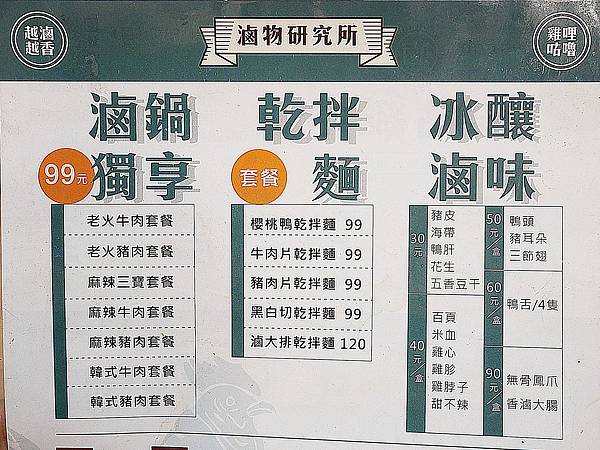 越滷
越香
滷物研究所
雞哩
咕嚕
滷鍋
99元 獨享
老火牛肉套餐
老火豬肉套餐
麻辣三寶套餐
麻辣牛肉套餐
麻辣豬肉套餐
韓式牛肉套餐
韓式豬肉套餐
乾拌
套餐 麵
櫻桃鴨乾拌麵 99
牛肉片乾拌麵 99
豬肉片乾拌麵 99
黑白切乾拌麵 99
滷大排乾拌麵 120
冰釀
滷味
30元
豬皮
海帶
鴨肝
花生
五香豆干
40元/盒
百頁
米血
雞心
雞胗
雞脖子
甜不辣
50元/盒
鴨頭
豬耳朵
三節翅
60元/盒
鴨舌/4隻
90元/盒
無骨鳳爪
香滷大腸